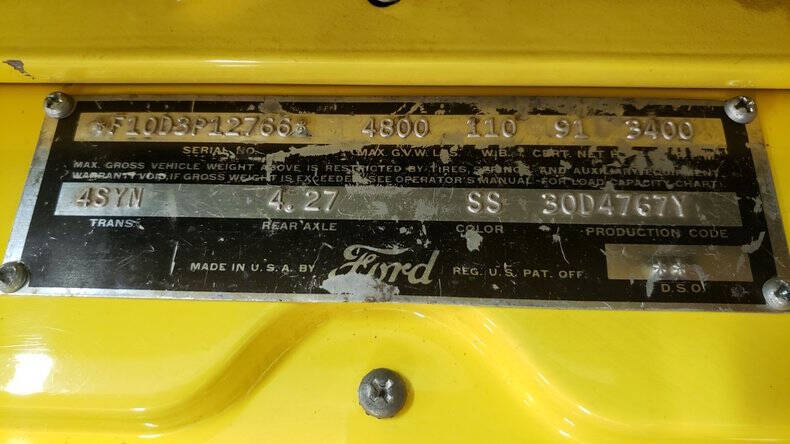 *F10D3P12766* 4800 110 91 3400
SERIAL NO. MAX. G.V.W. LBS. W.B. CERT. NET H.
MAX. GROSS VEHICLE WEIGHT ABOVE IS RESTRICTED BY TIRES, SPRINGS AND AUXILIARY EQUIPMENT
WARRANTY VOID, IF GROSS WEIGHT IS EXCEEDED (SEE OPERATOR'S MANUAL FOR LOAD CAPACITY CHART)
4SYN 4.27 SS 30D4767Y
TRANS. REAR AXLE COLOR PRODUCTION CODE
MADE IN U.S.A. BY Ford REG. U.S. PAT. OFF. **
D.S.O.